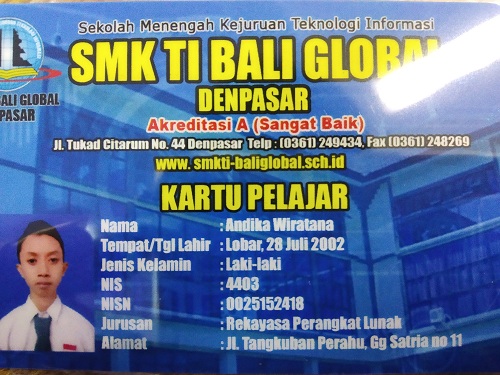 Sekolah Menengah Kejuruan Teknologi Informasi
SMK TI BALI GLOBAL
DENPASAR
Akreditasi A (Sangat Baik)
Jl. Tukad Citarum No. 44 Denpasar Telp : (0361) 249434, Fax (0361) 248269
www. smkti-baliglobal.sch.id
BALI GLOBAL
PASAR
KARTU PELAJAR
Nama : Andika Wiratana
Tempat/Tgl Lahir : Lobar, 28 Juli 2002
Jenis Kelamin : Laki-laki
NIS : 4403
NISN : 0025152418
Jurusan : Rekayasa Perangkat Lunak
Alamat : Jl. Tangkuban Perahu, Gg Satria no 11